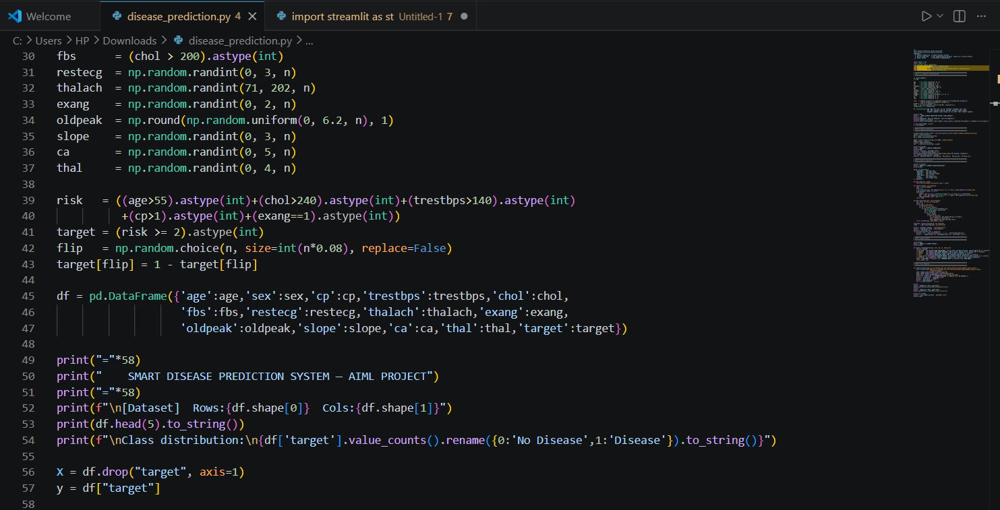 Welcome
disease_prediction.py 4
import streamlit as st Untitled-1 7
C: > Users > HP > Downloads > disease_prediction.py > ...
30 fbs = (chol > 200).astype(int)
31 restecg = np.random.randint(0, 3, n)
32 thalach = np.random.randint(71, 202, n)
33 exang = np.random.randint(0, 2, n)
34 oldpeak = np.round(np.random.uniform(0, 6.2, n), 1)
35 slope = np.random.randint(0, 3, n)
36 ca = np.random.randint(0, 5, n)
37 thal = np.random.randint(0, 4, n)
38
39 risk = ((age>55).astype(int)+(chol>240).astype(int)+(trestbps>140).astype(int)
40 +(cp>1).astype(int)+(exang==1).astype(int))
41 target = (risk >= 2).astype(int)
42 flip = np.random.choice(n, size=int(n*0.08), replace=False)
43 target[flip] = 1 - target[flip]
44
45 df = pd.DataFrame({'age':age,'sex':sex,'cp':cp,'trestbps':trestbps,'chol':chol,
46 'fbs':fbs,'restecg':restecg,'thalach':thalach,'exang':exang,
47 'oldpeak':oldpeak,'slope':slope,'ca':ca,'thal':thal,'target':target})
48
49 print("="*58)
50 print("    SMART DISEASE PREDICTION SYSTEM — AIML PROJECT")
51 print("="*58)
52 print(f"\n[Dataset]  Rows:{df.shape[0]}  Cols:{df.shape[1]}")
53 print(df.head(5).to_string())
54 print(f"\nClass distribution:\n{df['target'].value_counts().rename({0:'No Disease',1:'Disease'}).to_string()}")
55
56 X = df.drop("target", axis=1)
57 y = df["target"]
58